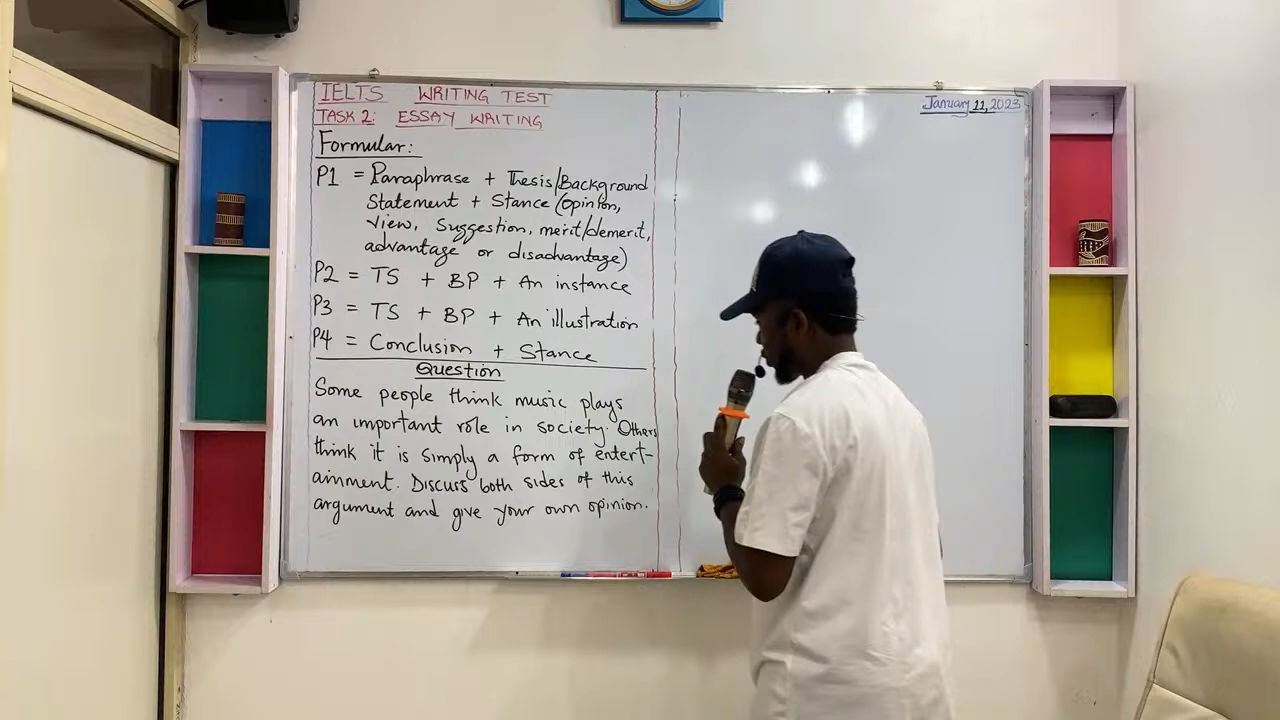 IELTS WRITING TEST
TASK 2: ESSAY WRITING
Formular:
P1 = Paraphrase + Thesis/Background
Statement + Stance (Opinion,
view, Suggestion, merit/demerit,
advantage or disadvantage)
P2 = TS + BP + An instance
P3 = TS + BP + An illustration
P4 = Conclusion + Stance
Question
Some people think music plays
an important role in society. Others
think it is simply a form of entert-
ainment. Discuss both sides of this
argument and give your own opinion.
January 11, 2023